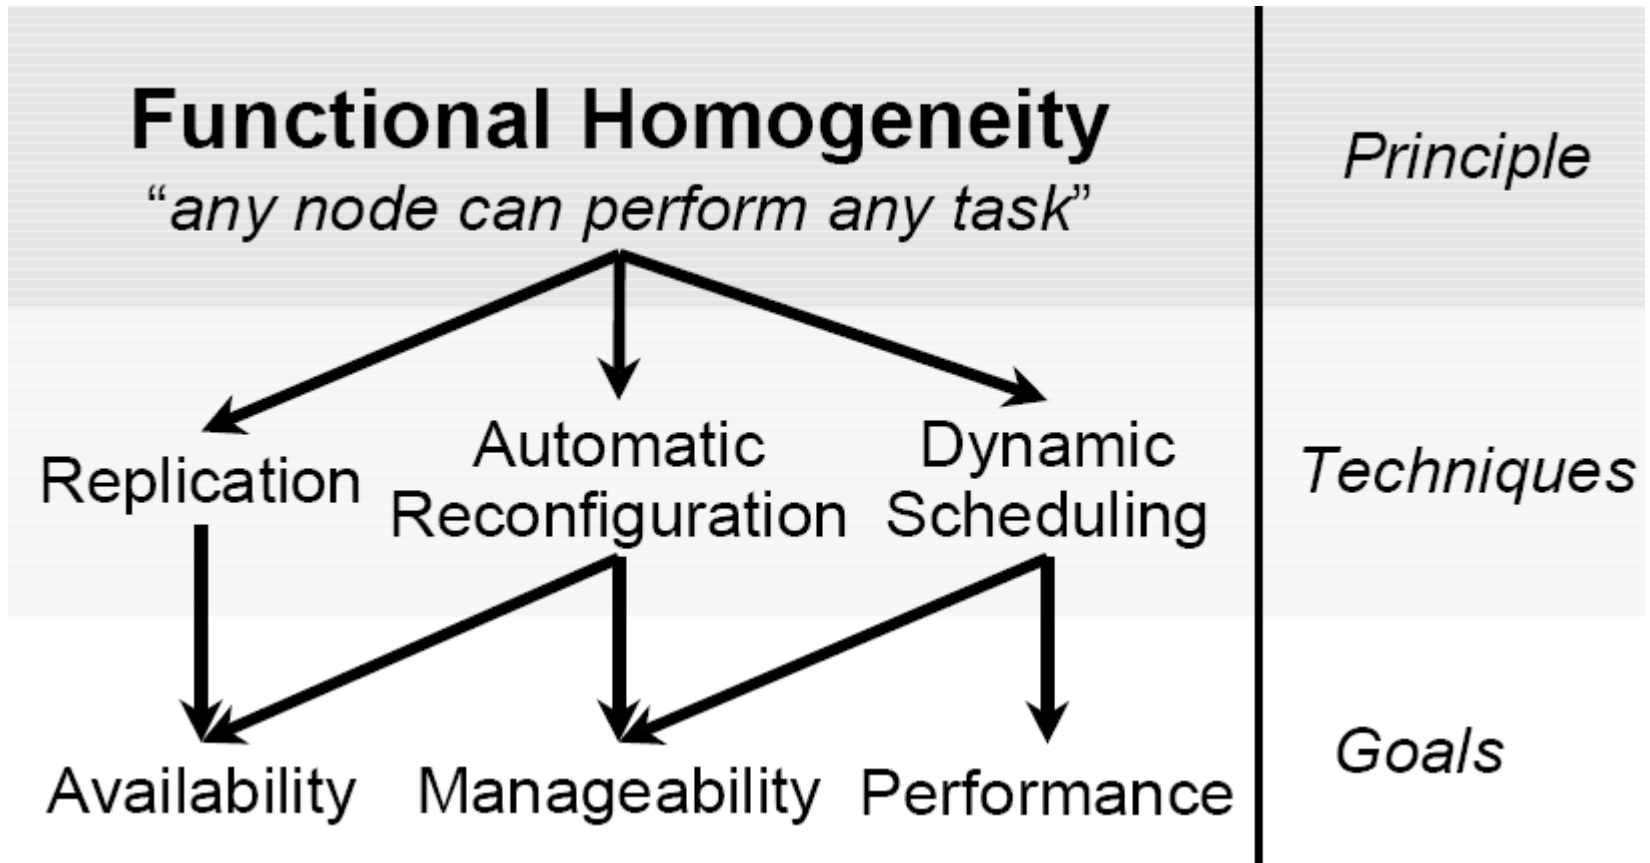 Functional Homogeneity
“any node can perform any task”
Principle
Replication
Automatic
Reconfiguration
Dynamic
Scheduling
Techniques
Availability
Manageability
Performance
Goals